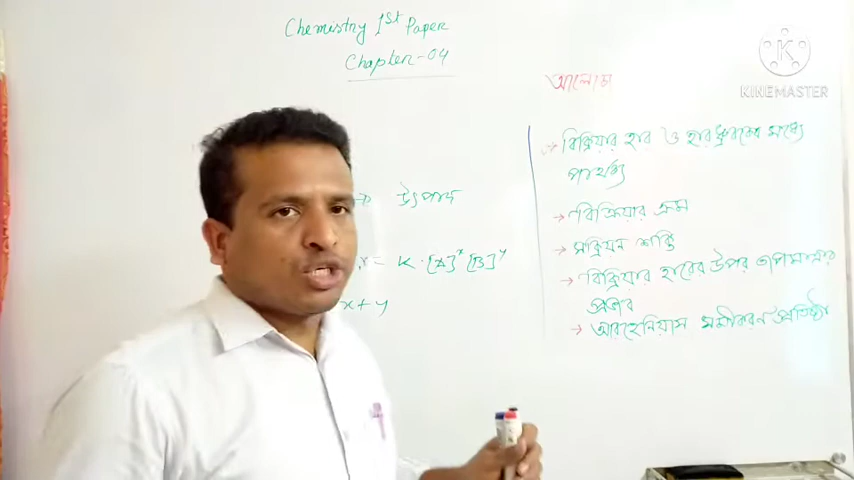 Chemistry 1st Paper
Chapter-04
আলোচ্য
→ বিক্রিয়ার হার ও হার ধ্রুবকের মধ্যে
পার্থক্য
→ বিক্রিয়ার ক্রম
→ সক্রিয়ন শক্তি
→ বিক্রিয়ার হারের উপর তাপমাত্রার
প্রভাব
→ আরহেনিয়াস সমীকরণ প্রতিষ্ঠা
→ উৎপাদ
r = K·[A]ˣ[B]ʸ
x + y
K
KINEMASTER